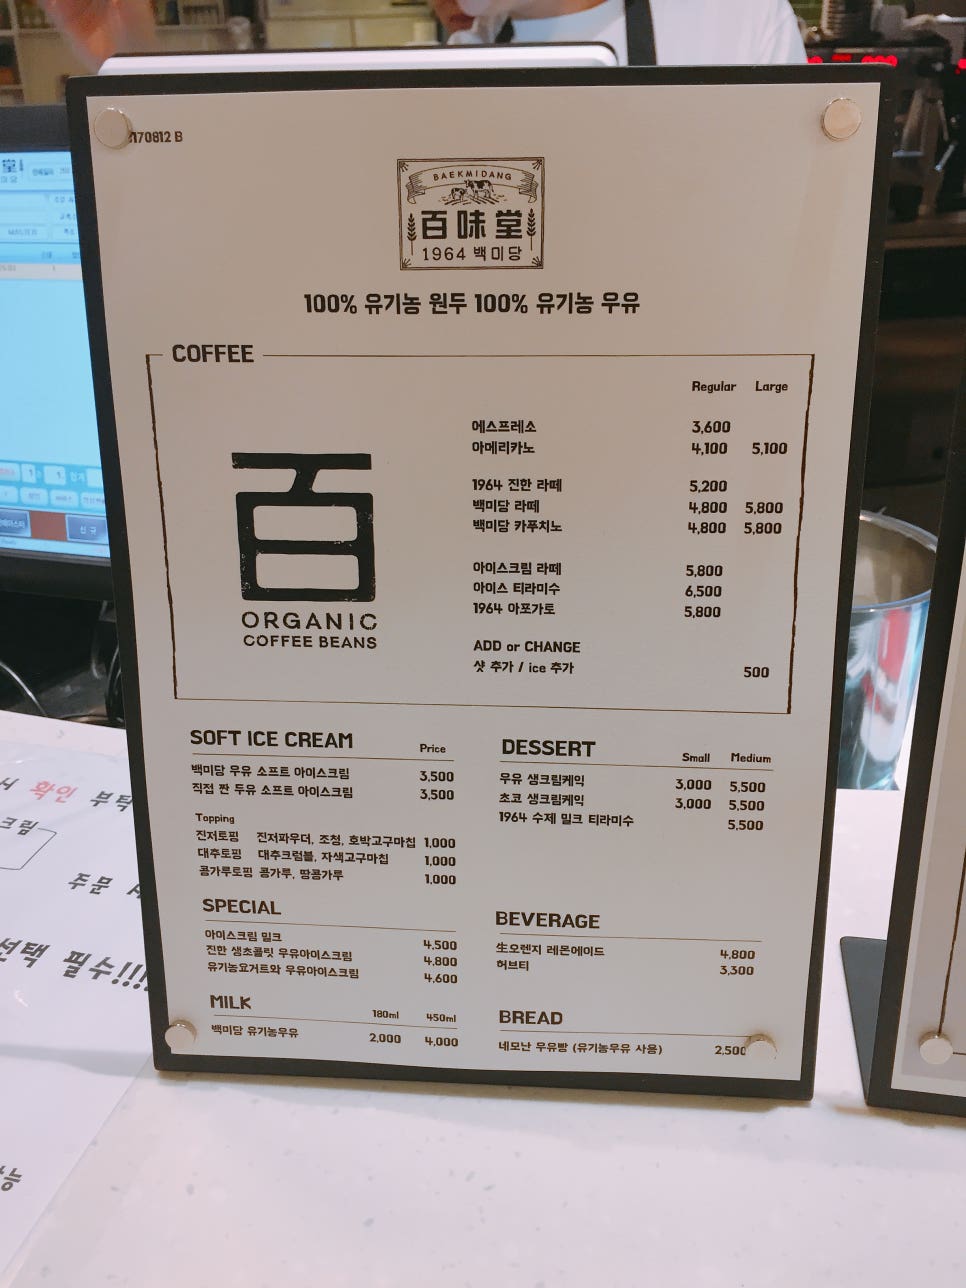 170812 B
BAEKMIDANG
百味堂
1964 백미당
100% 유기농 원두 100% 유기농 우유
COFFEE
Regular Large
에스프레소 3,600
아메리카노 4,100 5,100
1964 진한 라떼 5,200
백미당 라떼 4,800 5,800
백미당 카푸치노 4,800 5,800
아이스크림 라떼 5,800
아이스 티라미수 6,500
1964 아포가토 5,800
ADD or CHANGE
샷 추가 / ice 추가 500
百
ORGANIC
COFFEE BEANS
SOFT ICE CREAM Price
백미당 우유 소프트 아이스크림 3,500
직접 짠 두유 소프트 아이스크림 3,500
Topping
진저토핑 진저파우더, 조청, 호박고구마칩 1,000
대추토핑 대추크럼블, 자색고구마칩 1,000
콩가루토핑 콩가루, 땅콩가루 1,000
SPECIAL
아이스크림 밀크 4,500
진한 생초콜릿 우유아이스크림 4,800
유기농요거트와 우유아이스크림 4,600
MILK 180ml 450ml
백미당 유기농우유 2,000 4,000
DESSERT Small Medium
우유 생크림케익 3,000 5,500
초코 생크림케익 3,000 5,500
1964 수제 밀크 티라미수 5,500
BEVERAGE
生오렌지 레몬에이드 4,800
허브티 3,300
BREAD
네모난 우유빵 (유기농우유 사용) 2,500
확인 부탁
크림
주문
선택 필수!!!!
신규